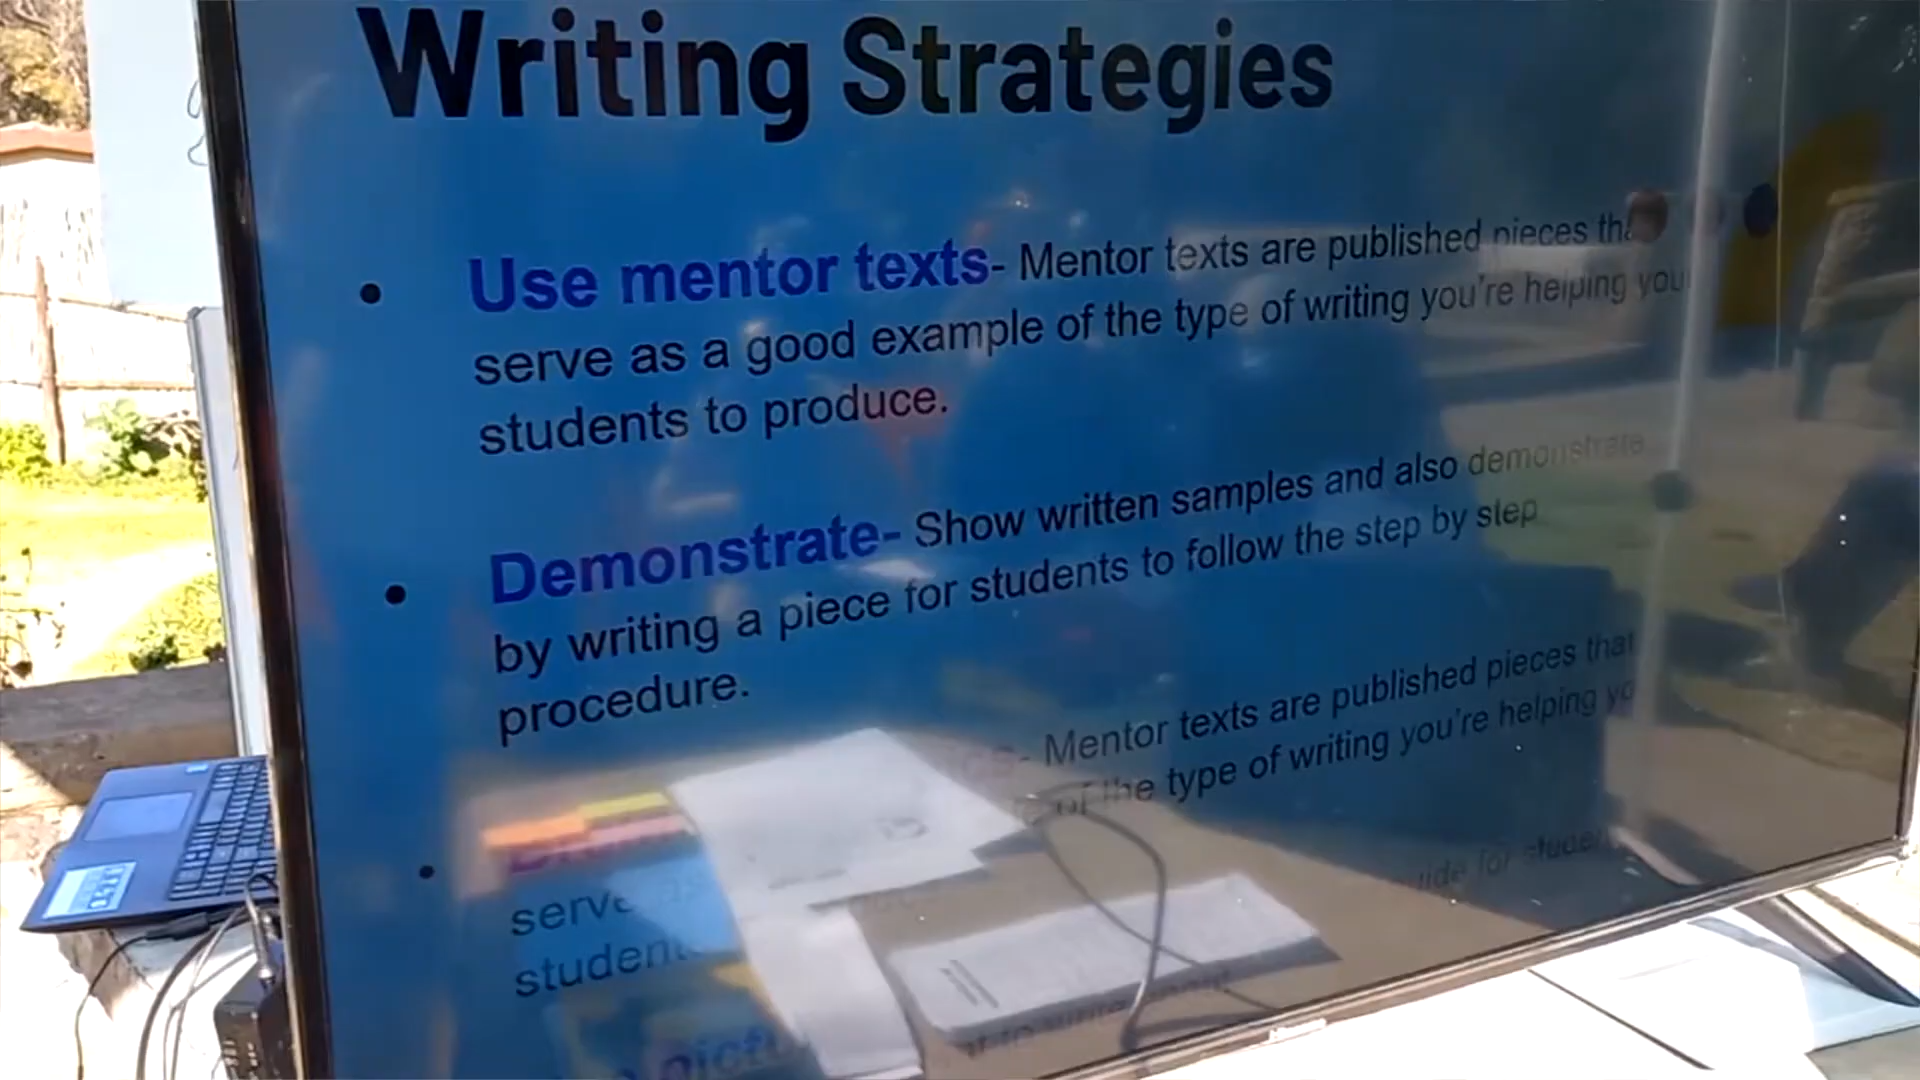 Writing Strategies
• Use mentor texts- Mentor texts are published pieces
serve as a good example of the type of writing you're helping
students to produce.
• Demonstrate- Show written samples and also demonstrate
by writing a piece for students to follow the step by step
procedure.
• Mentor texts are published pieces that
of the type of writing you're helping
for